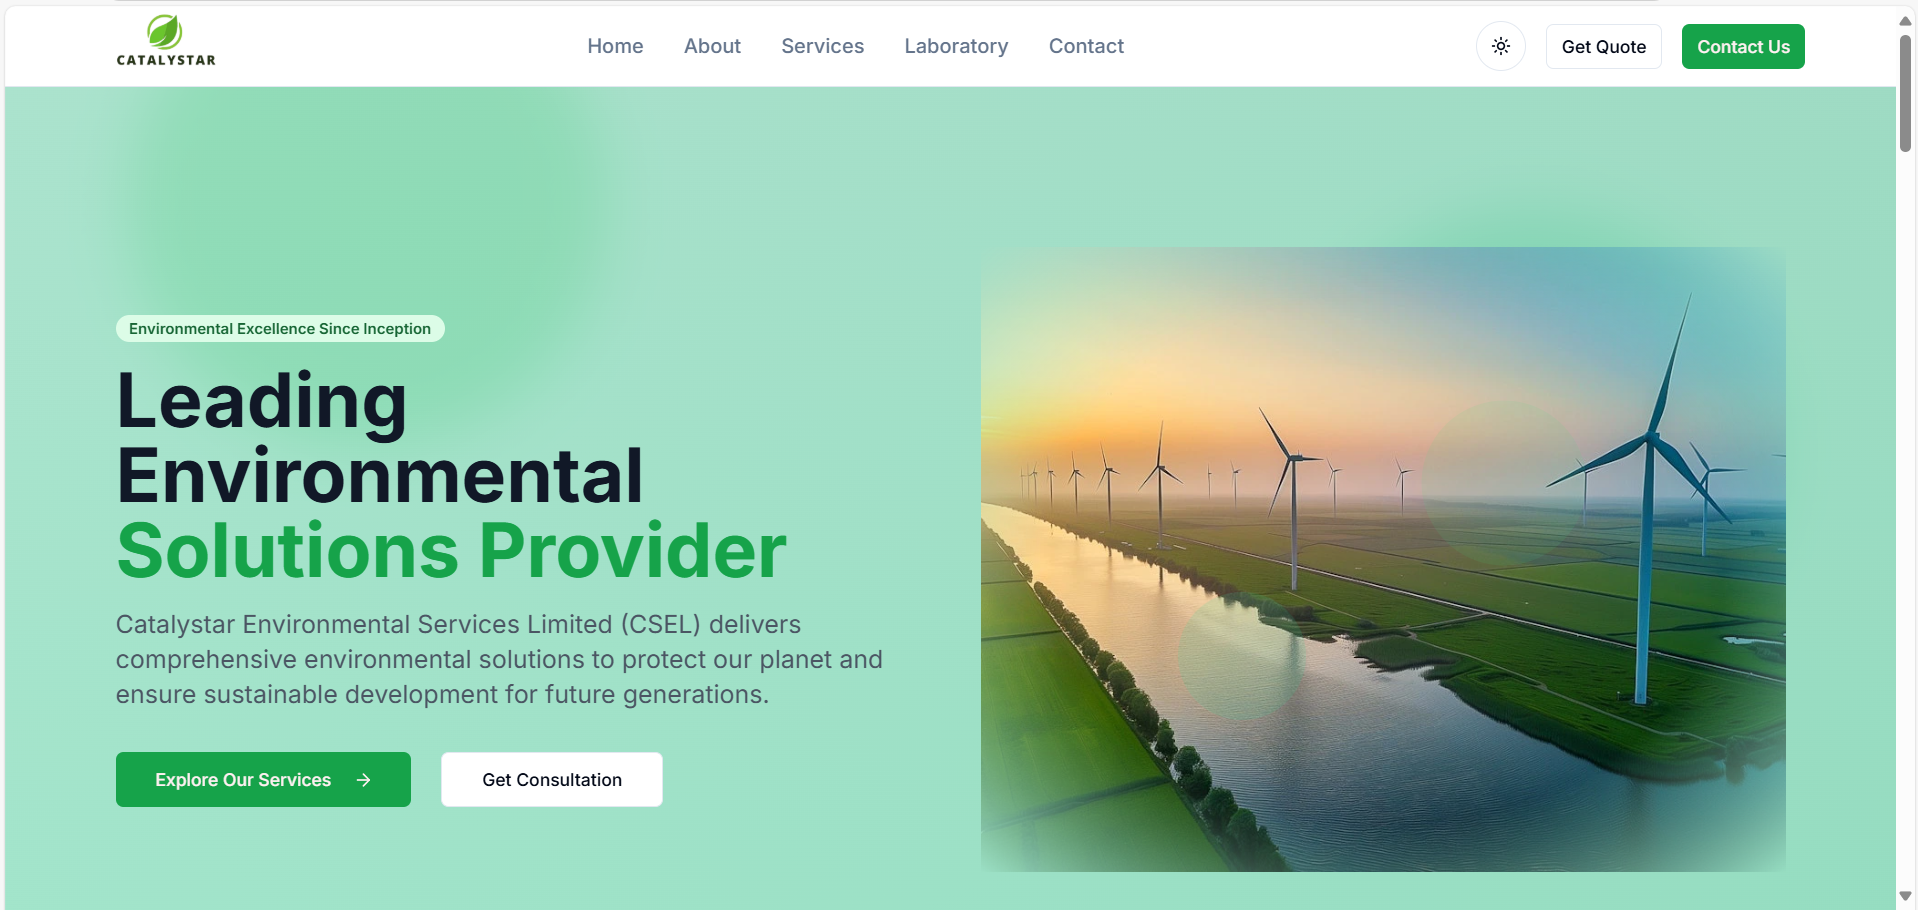 CATALYSTAR
Home
About
Services
Laboratory
Contact
Get Quote
Contact Us
Environmental Excellence Since Inception
Leading
Environmental
Solutions Provider
Catalystar Environmental Services Limited (CSEL) delivers
comprehensive environmental solutions to protect our planet and
ensure sustainable development for future generations.
Explore Our Services
Get Consultation